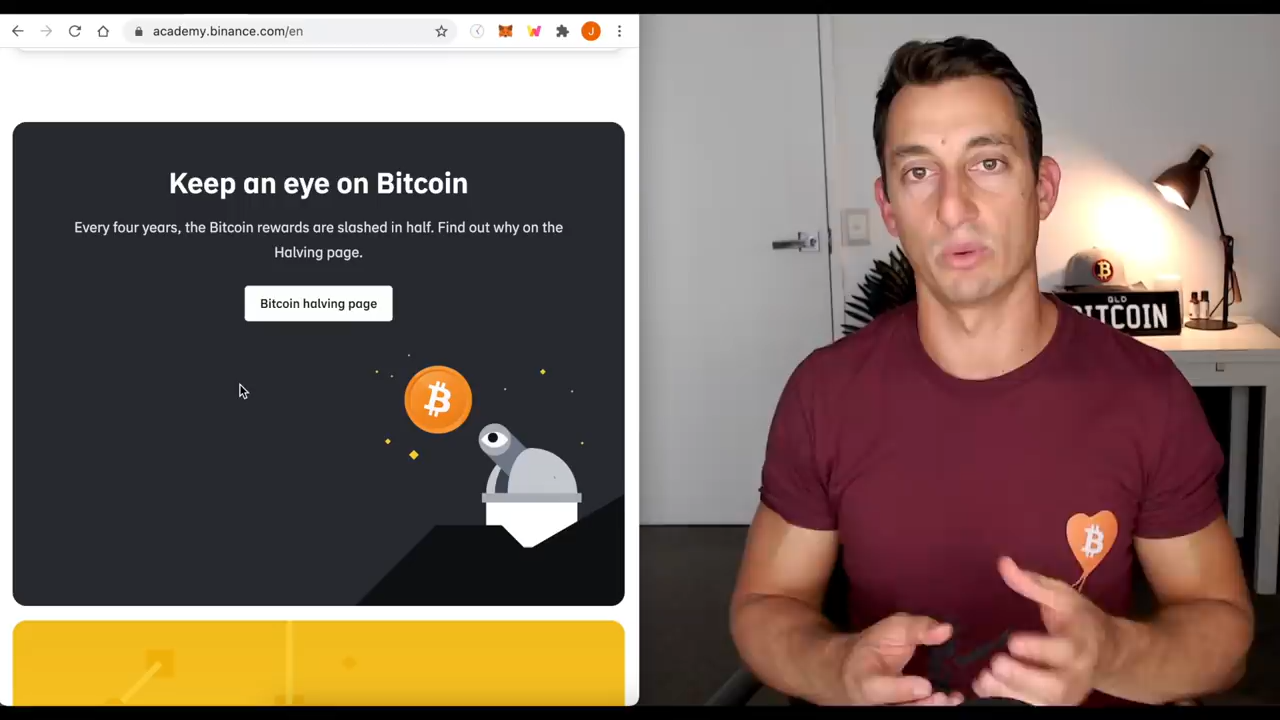 academy.binance.com/en
J
Keep an eye on Bitcoin
Every four years, the Bitcoin rewards are slashed in half. Find out why on the
Halving page.
Bitcoin halving page
QLD
BITCOIN